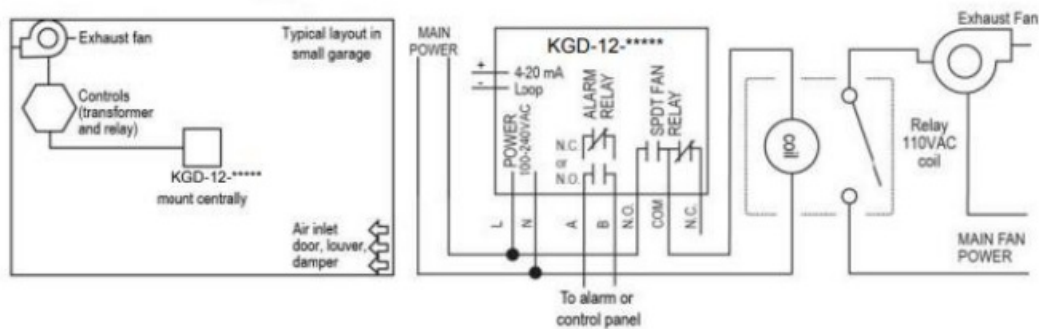 Exhaust fan
Typical layout in
small garage
Controls
(transformer
and relay)
KGD-12-*****
mount centrally
Air inlet
door, louver,
damper
MAIN
POWER
KGD-12-*****
+
-
4-20 mA
Loop
POWER
100-240VAC
ALARM
RELAY
N.C.
or
N.O.
SPDT FAN
RELAY
L
N
A
B
N.O.
COM
N.C.
To alarm or
control panel
coil
Relay
110VAC
coil
Exhaust Fan
MAIN FAN
POWER